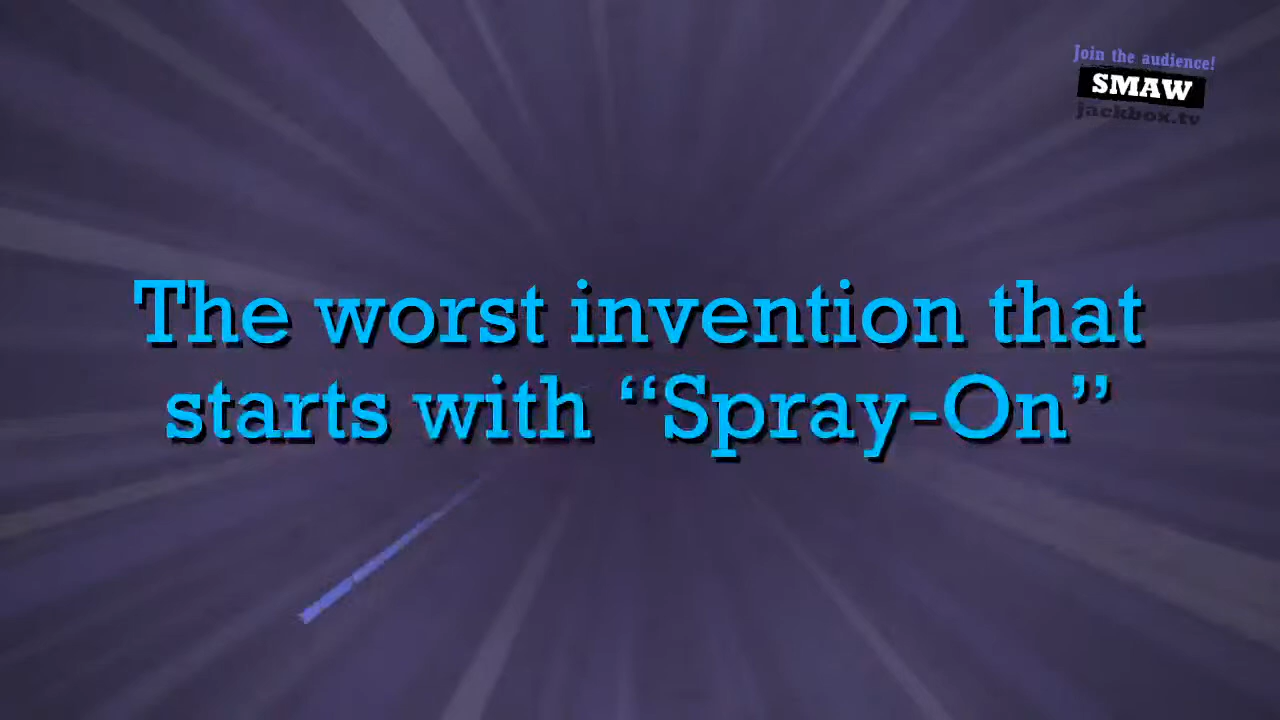 Join the audience!
SMAW
jackbox.tv
The worst invention that
starts with “Spray-On”